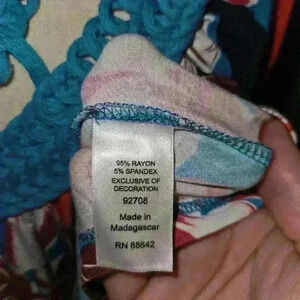 95% RAYON
5% SPANDEX
EXCLUSIVE OF
DECORATION
92708
Made in
Madagascar
RN 88842